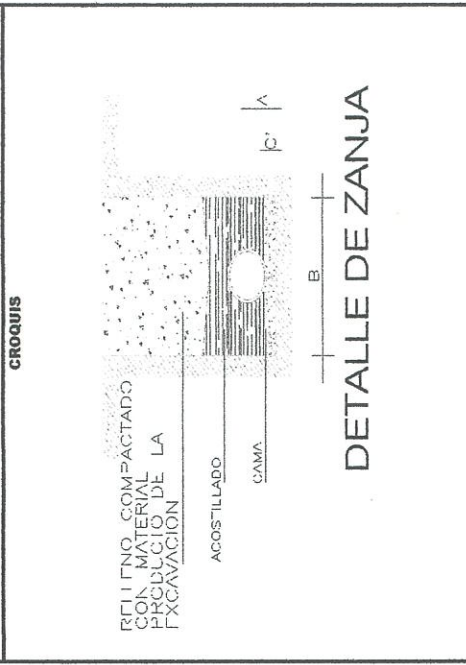 CROQUIS
RELLENO COMPACTADO
CON MATERIAL
PRODUCTO DE LA
EXCAVACION
ACOSTILLADO
CAMA
C'
A
B
DETALLE DE ZANJA